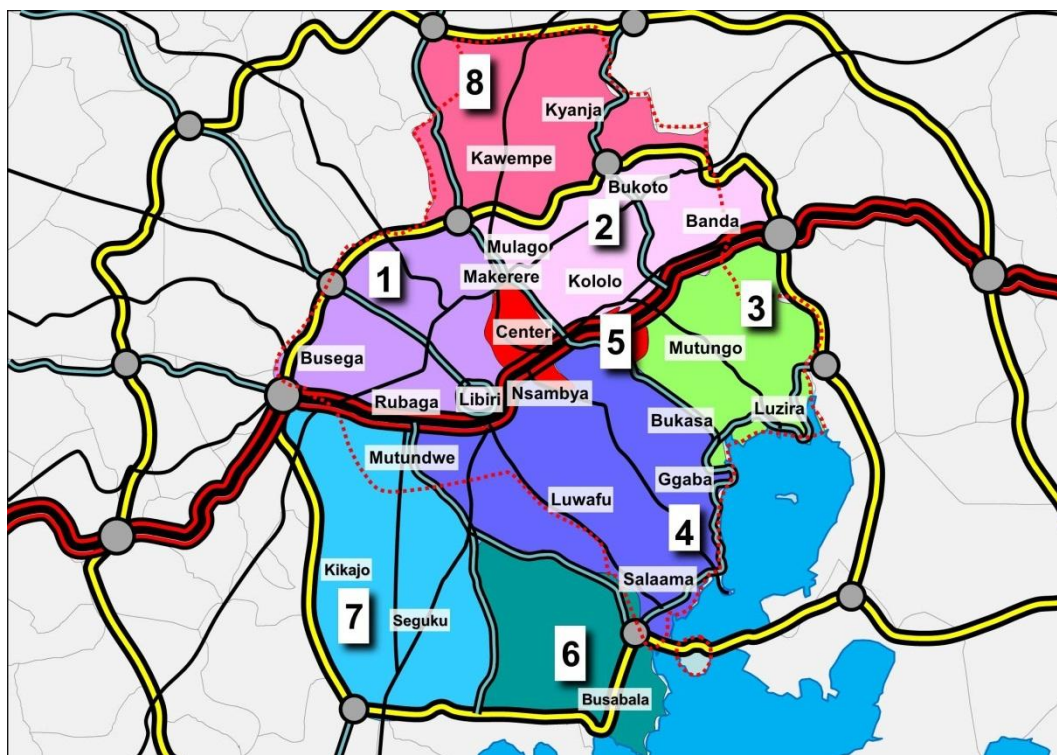 8
Kyanja
Kawempe
Bukoto
2
Banda
Mulago
1
Makerere
Kololo
3
Center
5
Mutungo
Busega
Nsambya
Rubaga
Libiri
Luzira
Bukasa
Mutundwe
Ggaba
Luwafu
4
Kikajo
Salaama
7
Seguku
6
Busabala